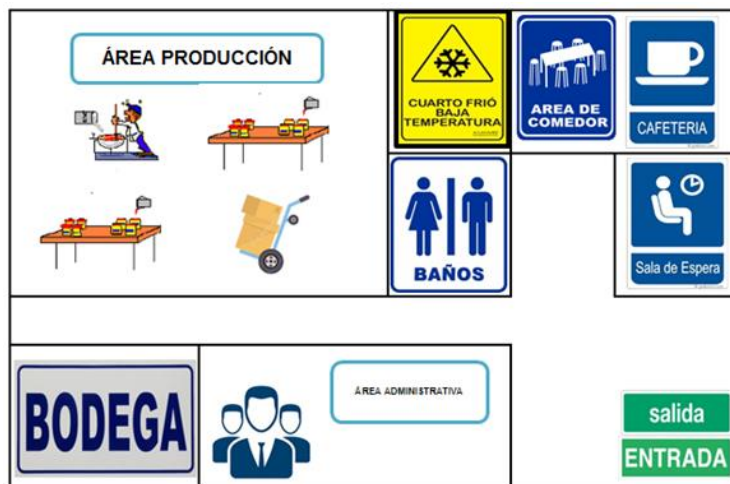 ÁREA PRODUCCIÓN
CUARTO FRIÓ
BAJA
TEMPERATURA
AREA DE
COMEDOR
CAFETERIA
BAÑOS
Sala de Espera
BODEGA
ÁREA ADMINISTRATIVA
salida
ENTRADA